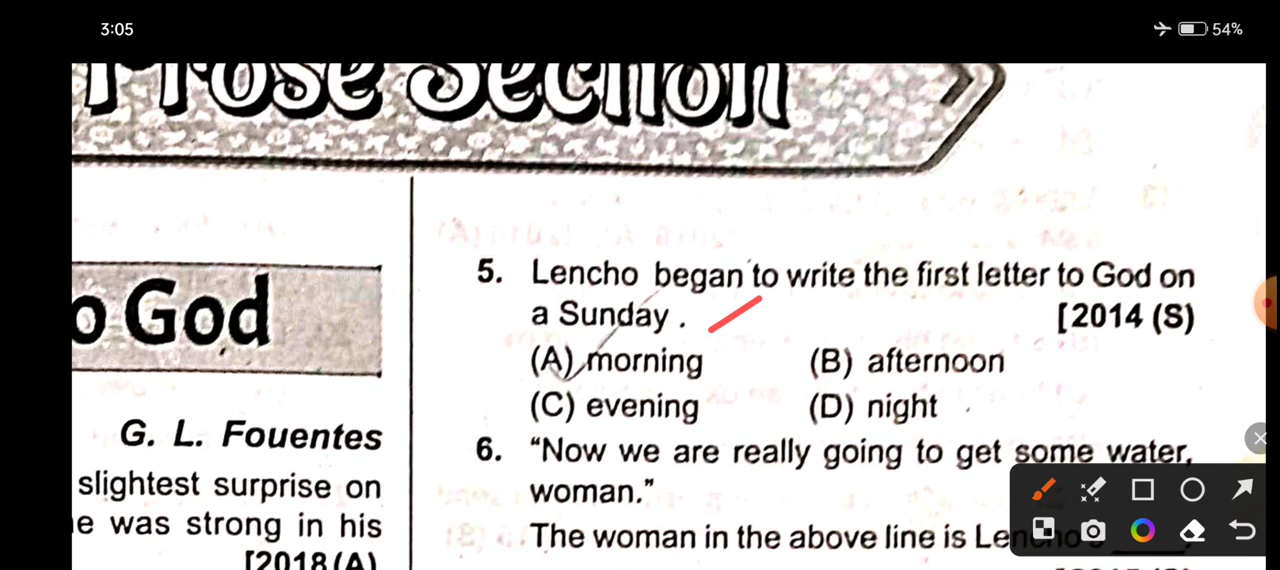 3:05
54%
Prose Section
o God
G. L. Fouentes
slightest surprise on
e was strong in his
[2018(A)
5. Lencho began to write the first letter to God on
a Sunday .
[2014 (S)
(A) morning (B) afternoon
(C) evening (D) night
6. "Now we are really going to get some water,
woman."
The woman in the above line is Lencho's